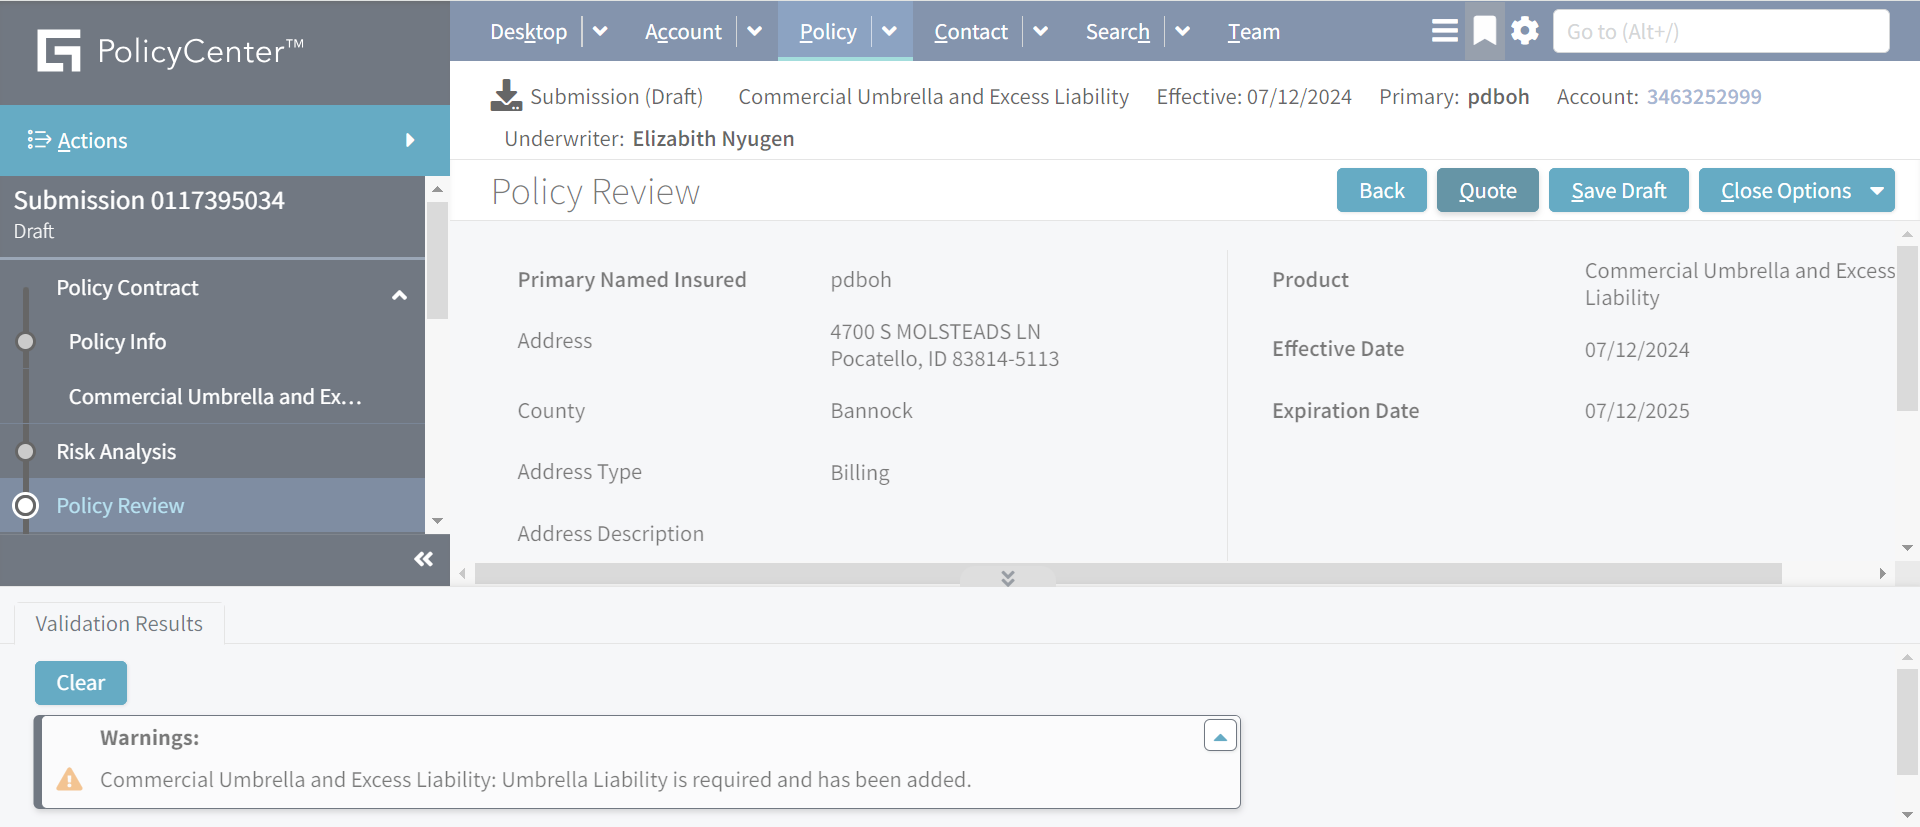 PolicyCenter™
Desktop Account Policy Contact Search Team Go to (Alt+/)
Submission (Draft) Commercial Umbrella and Excess Liability Effective: 07/12/2024 Primary: pdboh Account: 3463252999
Underwriter: Elizabith Nyugen
Actions
Submission 0117395034
Draft
Policy Contract
Policy Info
Commercial Umbrella and Ex...
Risk Analysis
Policy Review
Policy Review
Back Quote Save Draft Close Options
Primary Named Insured pdboh
Address 4700 S MOLSTEADS LN
Pocatello, ID 83814-5113
County Bannock
Address Type Billing
Address Description
Product Commercial Umbrella and Excess
Liability
Effective Date 07/12/2024
Expiration Date 07/12/2025
Validation Results
Clear
Warnings:
Commercial Umbrella and Excess Liability: Umbrella Liability is required and has been added.